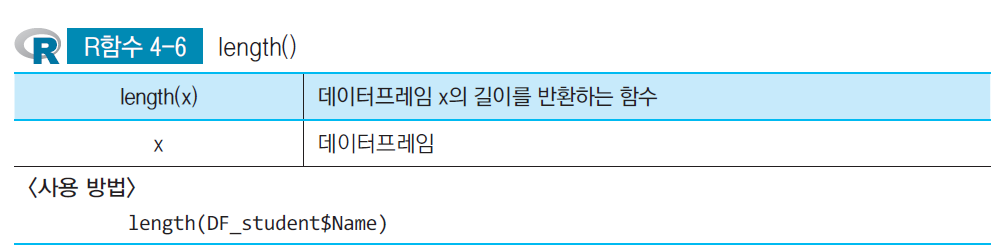 R R함수 4-6 length()
length(x) 데이터프레임 x의 길이를 반환하는 함수
x 데이터프레임
〈사용 방법〉
length(DF_student$Name)